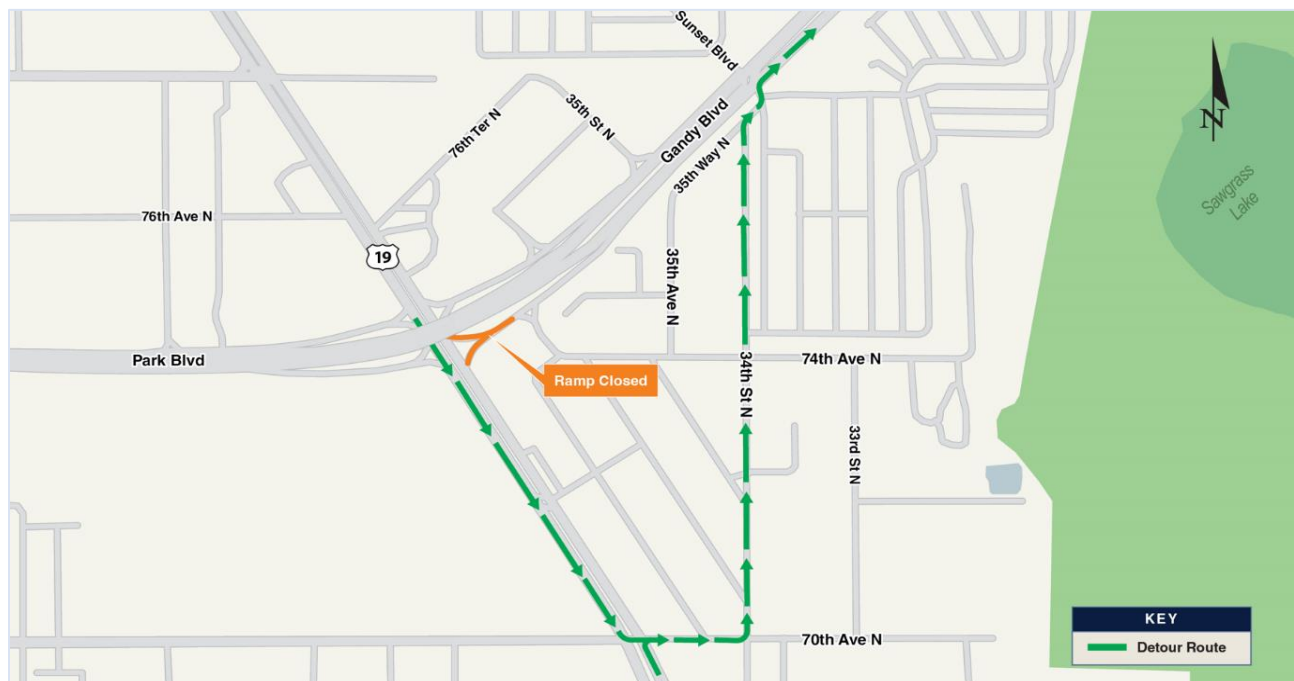 Sunset Blvd
Gandy Blvd
35th St N
76th Ter N
N
35th Way N
Sawgrass
Lake
76th Ave N
19
35th Ave N
Park Blvd
74th Ave N
34th St N
Ramp Closed
33rd St N
KEY
70th Ave N
Detour Route